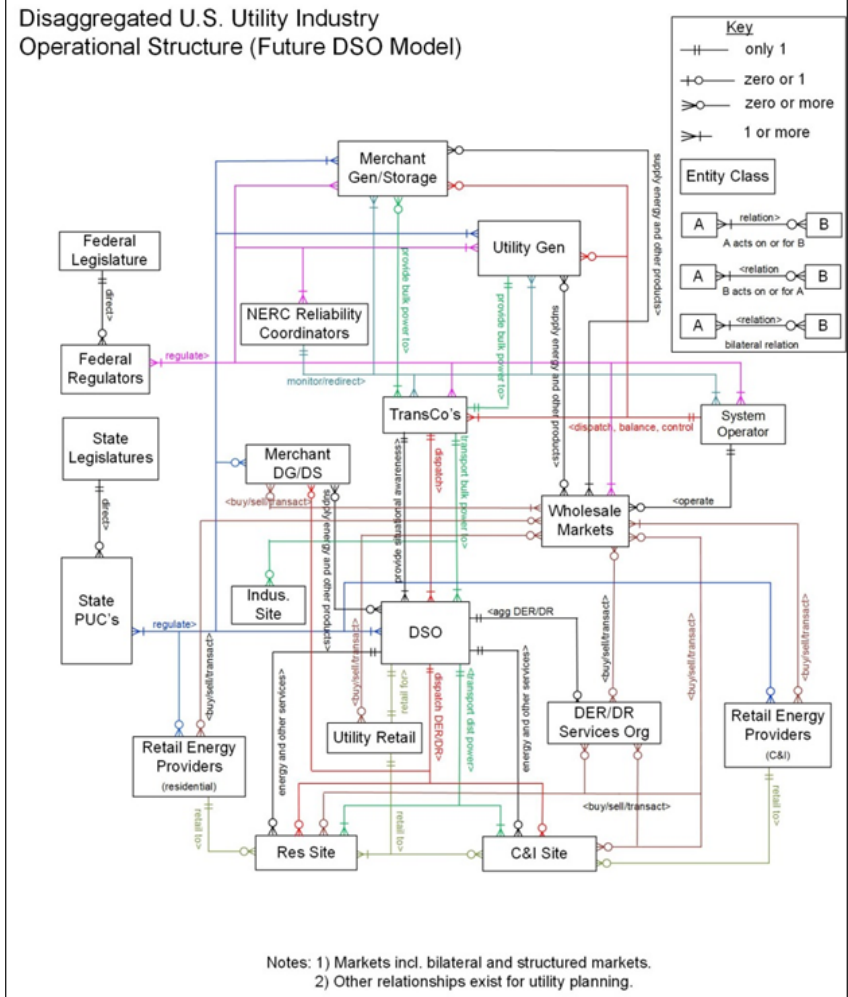 Disaggregated U.S. Utility Industry
Operational Structure (Future DSO Model)
Key
only 1
zero or 1
zero or more
1 or more
Entity Class
A
relation>
B
A acts on or for B
A
<relation
B
B acts on or for A
A
<relation>
B
bilateral relation
Merchant
Gen/Storage
supply energy and other products>
Utility Gen
Federal
Legislature
direct>
provide bulk power to>
provide bulk power to>
supply energy and other products>
NERC Reliability
Coordinators
Federal
Regulators
regulate>
monitor/redirect>
TransCo's
<dispatch, balance, control
System
Operator
State
Legislatures
direct>
Merchant
DG/DS
<buy/sell/transact>
supply energy and other products>
provide situational awareness>
dispatch>
transport bulk power to>
<operate
Wholesale
Markets
State
PUC's
Indus.
Site
regulate>
DSO
<agg DER/DR
<buy/sell/transact>
<buy/sell/transact>
<buy/sell/transact>
<buy/sell/transact>
<buy/sell/transact>
energy and other services>
retail for>
dispatch DER/DR>
<transport dist power>
energy and other services>
Retail Energy
Providers
(residential)
Utility Retail
DER/DR
Services Org
Retail Energy
Providers
(C&I)
<buy/sell/transact>
retail to>
retail to>
retail to>
Res Site
C&I Site
Notes: 1) Markets incl. bilateral and structured markets.
2) Other relationships exist for utility planning.